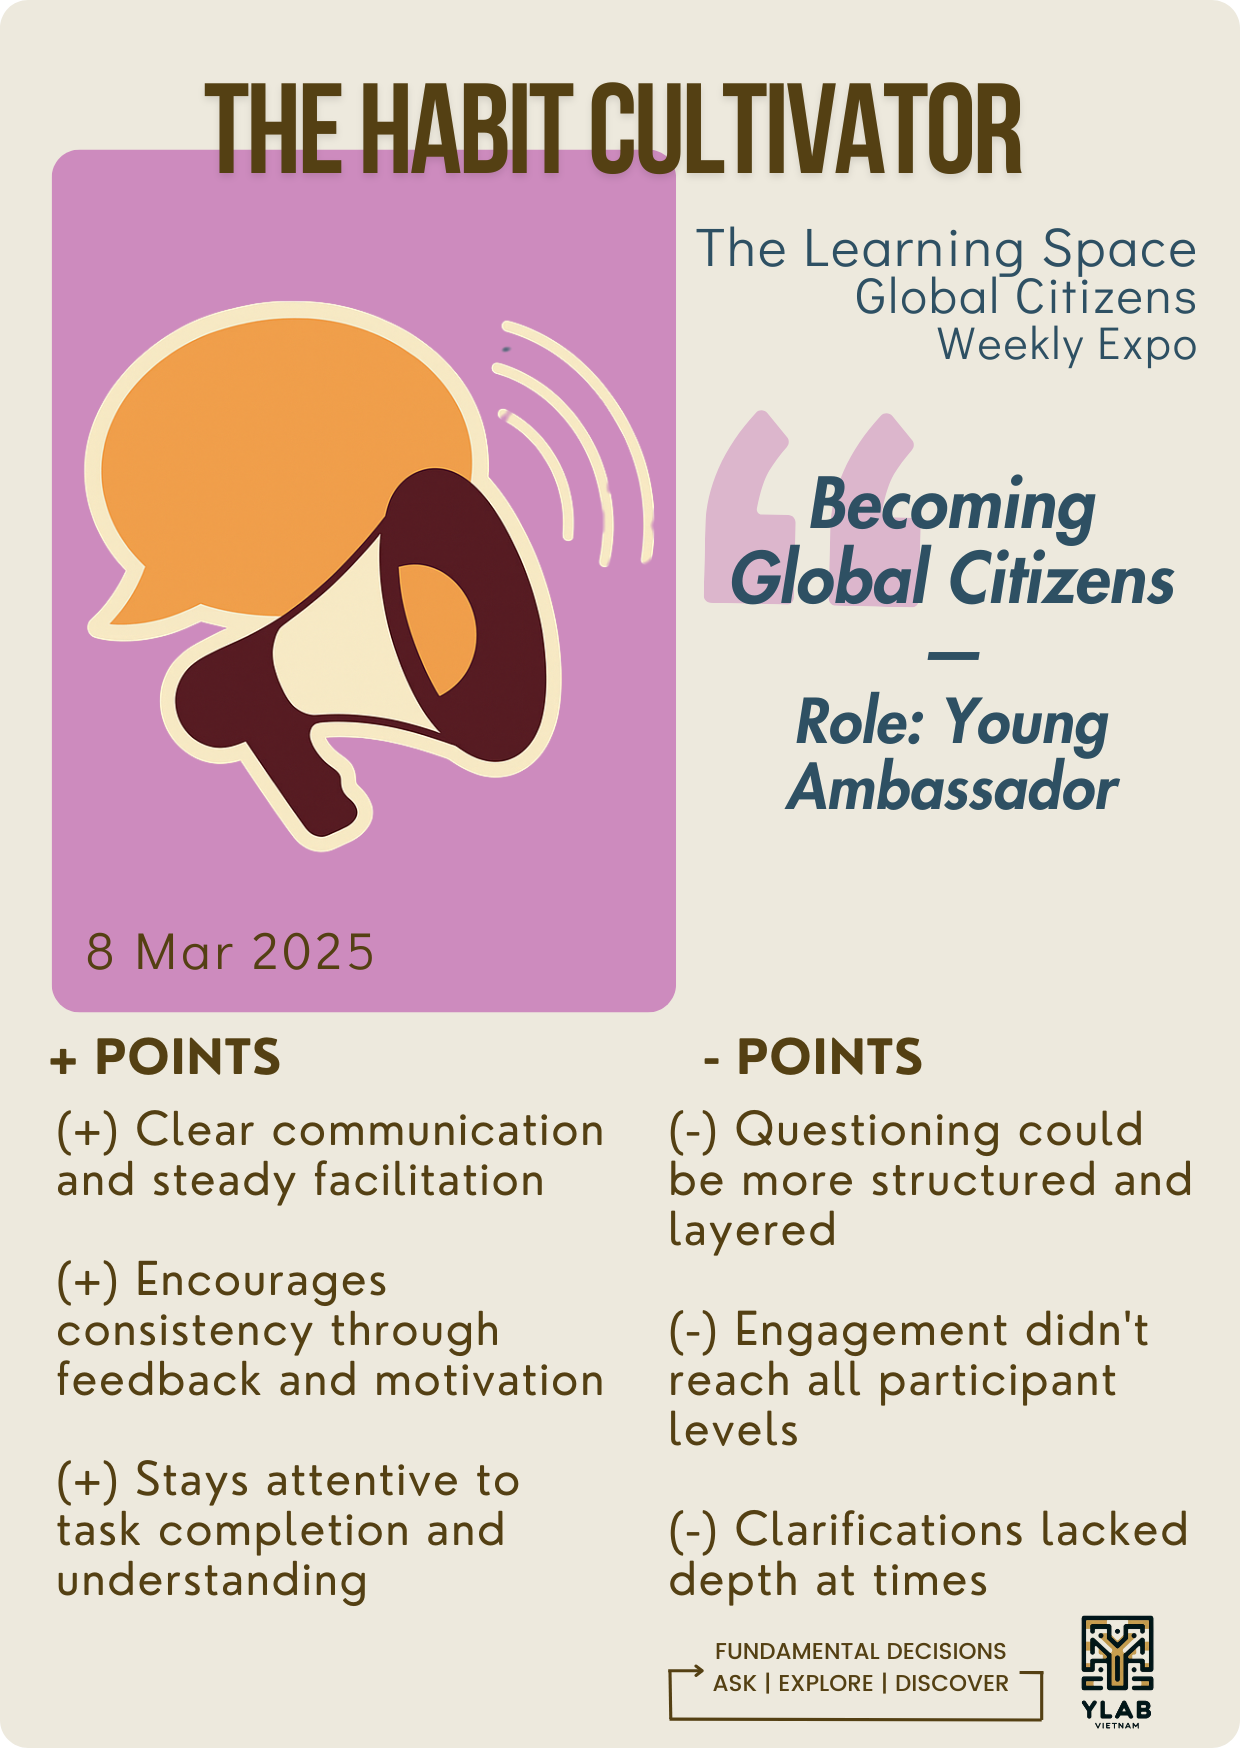 THE HABIT CULTIVATOR
The Learning Space
Global Citizens
Weekly Expo
Becoming
Global Citizens
—
Role: Young
Ambassador
8 Mar 2025
+ POINTS
(+) Clear communication
and steady facilitation
(+) Encourages
consistency through
feedback and motivation
(+) Stays attentive to
task completion and
understanding
- POINTS
(-) Questioning could
be more structured and
layered
(-) Engagement didn't
reach all participant
levels
(-) Clarifications lacked
depth at times
FUNDAMENTAL DECISIONS
ASK | EXPLORE | DISCOVER
YLAB
VIETNAM